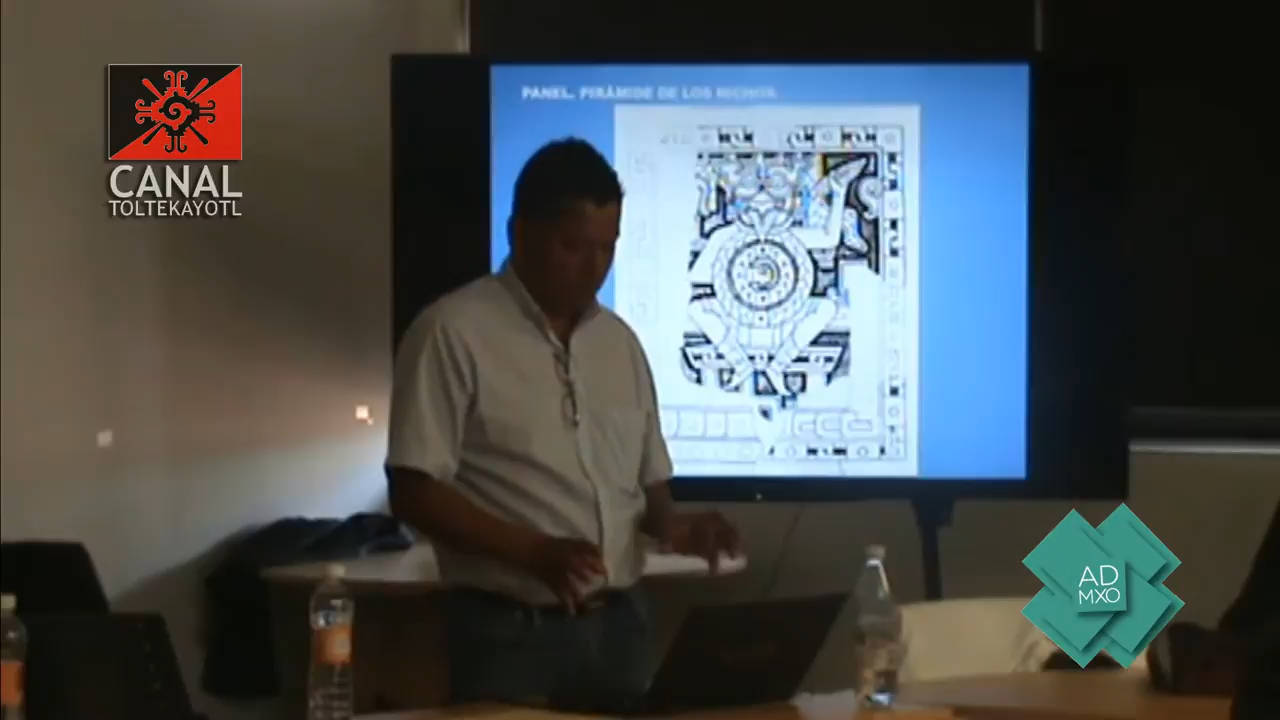 CANAL
TOLTEKAYOTL
PANEL. PIRÁMIDE DE LOS NICHOS.
AD
MXO